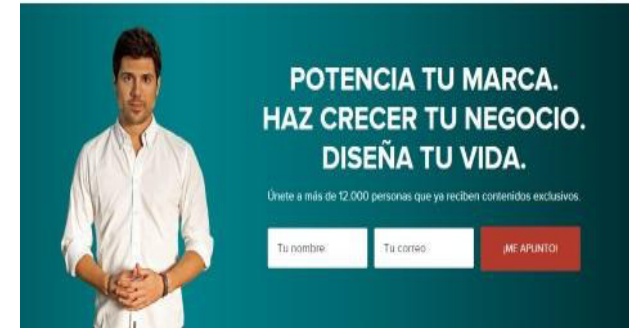 POTENCIA TU MARCA.
HAZ CRECER TU NEGOCIO.
DISEÑA TU VIDA.
Únete a más de 12.000 personas que ya reciben contenidos exclusivos.
Tu nombre
Tu correo
¡ME APUNTO!